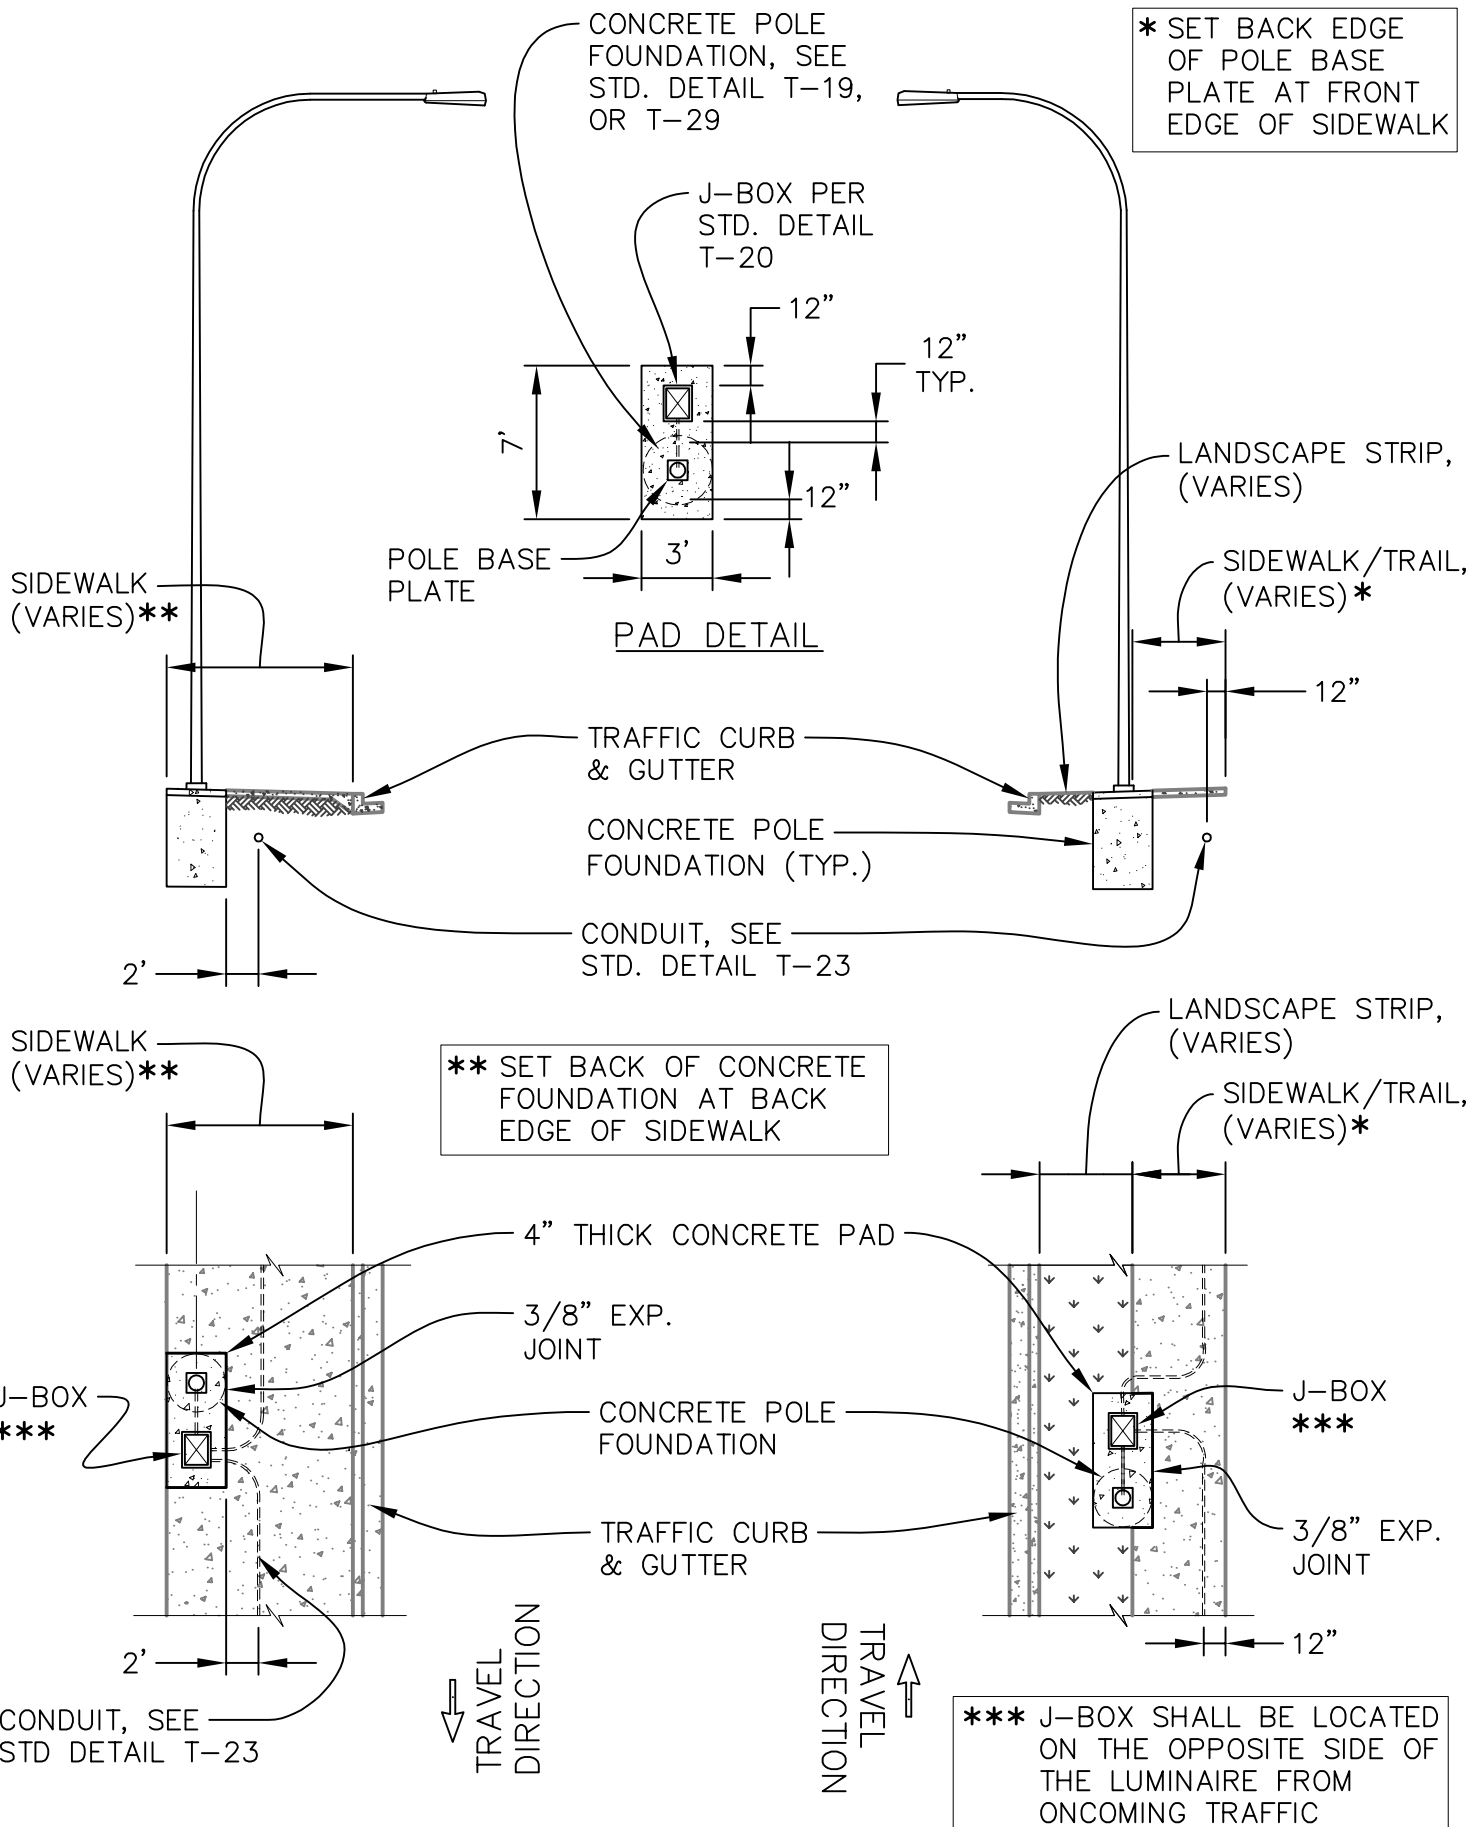 CONCRETE POLE
FOUNDATION, SEE
STD. DETAIL T-19,
OR T-29
* SET BACK EDGE
OF POLE BASE
PLATE AT FRONT
EDGE OF SIDEWALK
J-BOX PER
STD. DETAIL
T-20
12"
12"
TYP.
7'
12"
3'
POLE BASE
PLATE
PAD DETAIL
LANDSCAPE STRIP,
(VARIES)
SIDEWALK
(VARIES)**
SIDEWALK/TRAIL,
(VARIES)*
12"
TRAFFIC CURB
& GUTTER
CONCRETE POLE
FOUNDATION (TYP.)
CONDUIT, SEE
STD. DETAIL T-23
2'
SIDEWALK
(VARIES)**
** SET BACK OF CONCRETE
FOUNDATION AT BACK
EDGE OF SIDEWALK
LANDSCAPE STRIP,
(VARIES)
SIDEWALK/TRAIL,
(VARIES)*
4" THICK CONCRETE PAD
3/8" EXP.
JOINT
J-BOX
***
CONCRETE POLE
FOUNDATION
J-BOX
***
TRAFFIC CURB
& GUTTER
3/8" EXP.
JOINT
2'
12"
CONDUIT, SEE
STD DETAIL T-23
TRAVEL
DIRECTION
TRAVEL
DIRECTION
*** J-BOX SHALL BE LOCATED
ON THE OPPOSITE SIDE OF
THE LUMINAIRE FROM
ONCOMING TRAFFIC